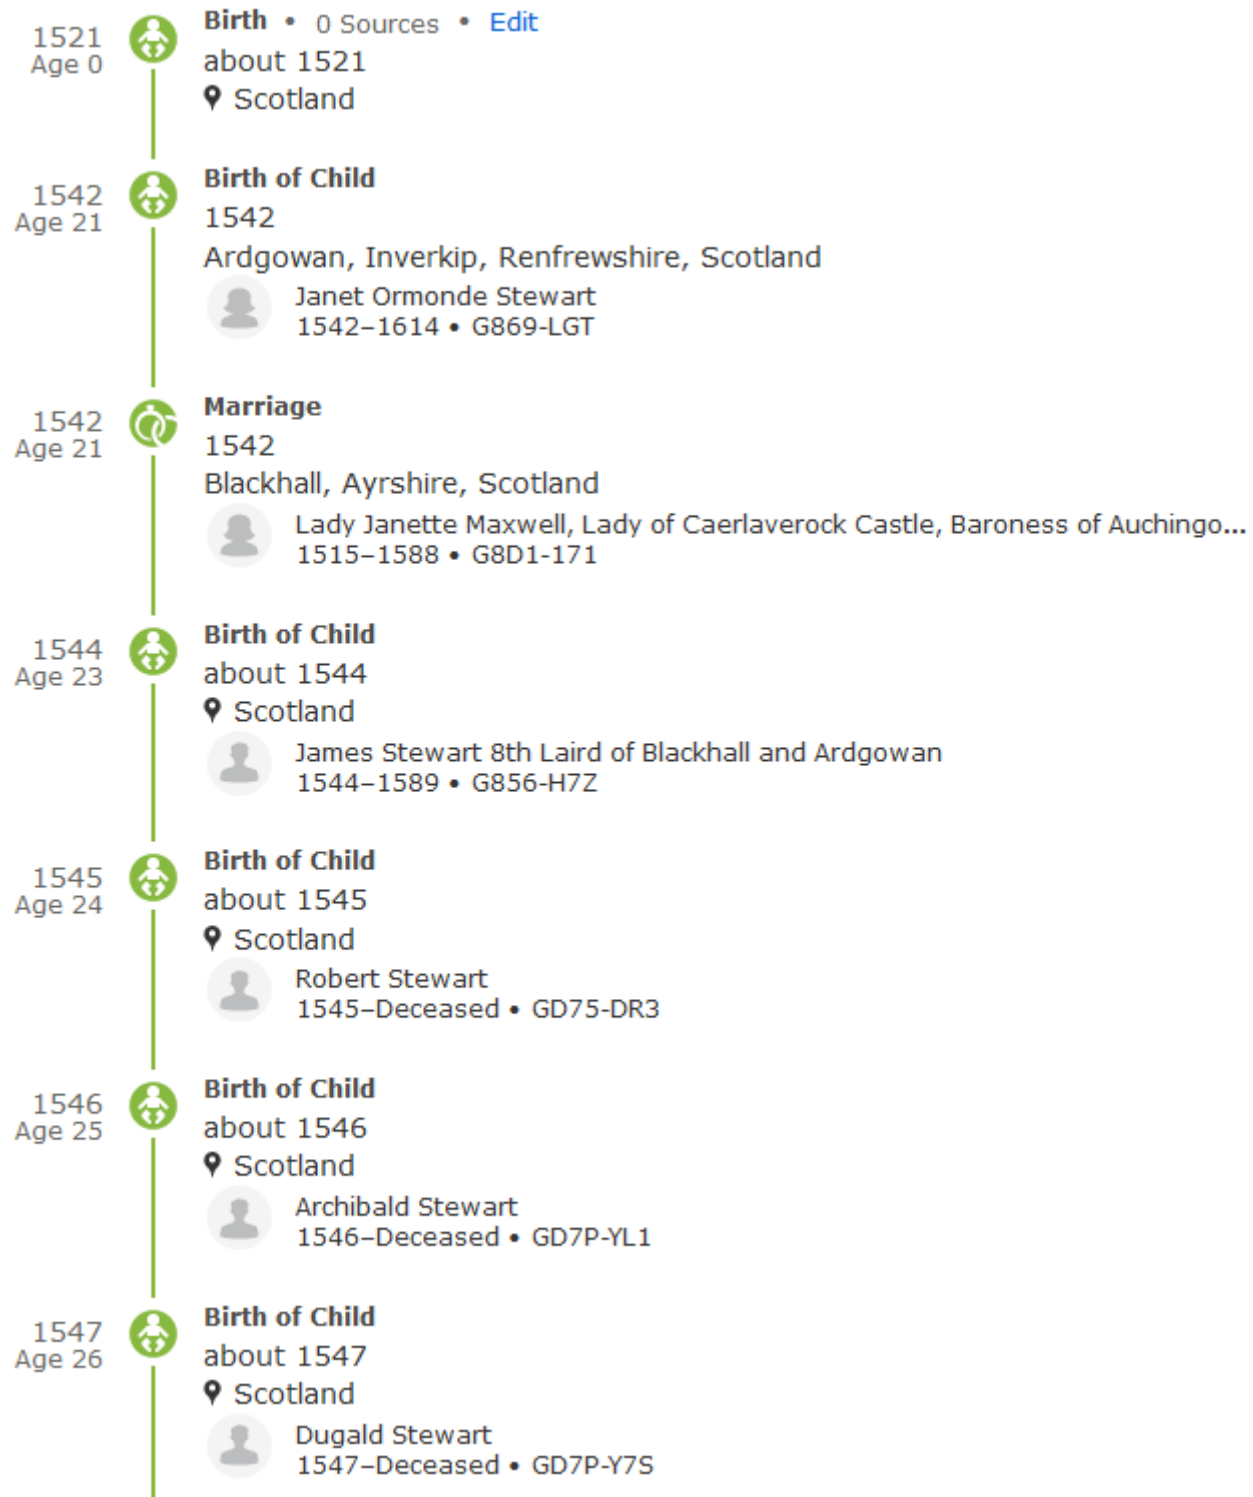 1521
Age 0
Birth • 0 Sources • Edit
about 1521
Scotland
1542
Age 21
Birth of Child
1542
Ardgowan, Inverkip, Renfrewshire, Scotland
Janet Ormonde Stewart
1542–1614 • G869-LGT
1542
Age 21
Marriage
1542
Blackhall, Ayrshire, Scotland
Lady Janette Maxwell, Lady of Caerlaverock Castle, Baroness of Auchingo...
1515–1588 • G8D1-171
1544
Age 23
Birth of Child
about 1544
Scotland
James Stewart 8th Laird of Blackhall and Ardgowan
1544–1589 • G856-H7Z
1545
Age 24
Birth of Child
about 1545
Scotland
Robert Stewart
1545–Deceased • GD75-DR3
1546
Age 25
Birth of Child
about 1546
Scotland
Archibald Stewart
1546–Deceased • GD7P-YL1
1547
Age 26
Birth of Child
about 1547
Scotland
Dugald Stewart
1547–Deceased • GD7P-Y7S